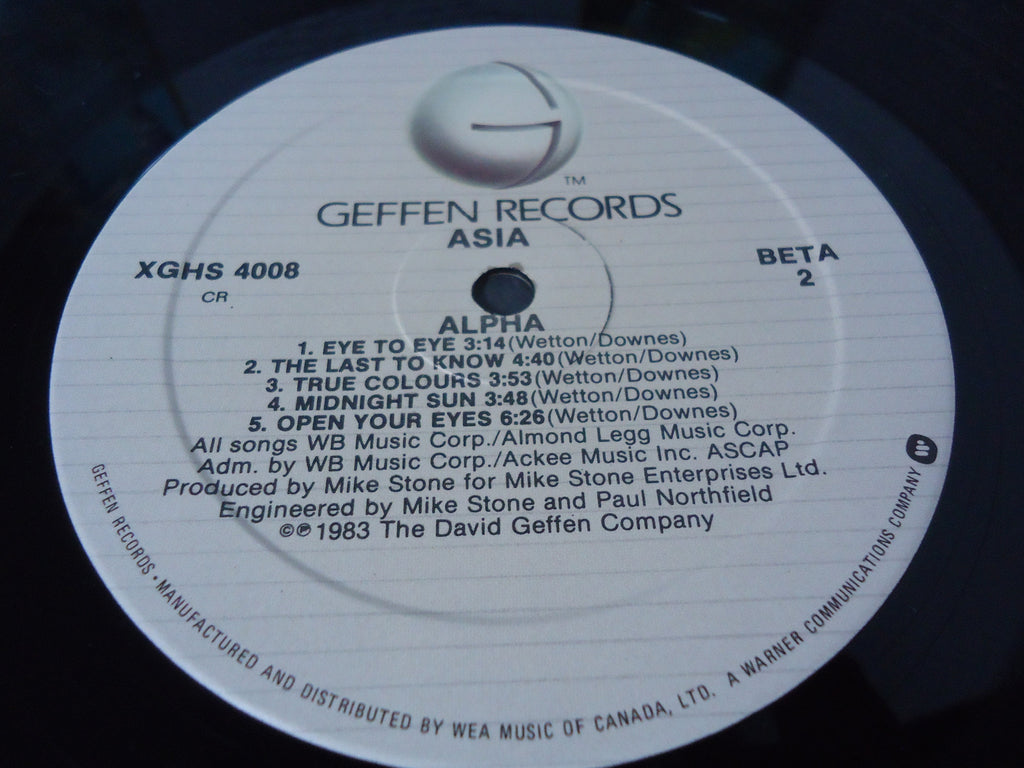 TM
GEFFEN RECORDS
ASIA
XGHS 4008
CR
BETA
2
ALPHA
1. EYE TO EYE 3:14 (Wetton/Downes)
2. THE LAST TO KNOW 4:40 (Wetton/Downes)
3. TRUE COLOURS 3:53 (Wetton/Downes)
4. MIDNIGHT SUN 3:48 (Wetton/Downes)
5. OPEN YOUR EYES 6:26 (Wetton/Downes)
All songs WB Music Corp./Almond Legg Music Corp.
Adm. by WB Music Corp./Ackee Music Inc. ASCAP
Produced by Mike Stone for Mike Stone Enterprises Ltd.
Engineered by Mike Stone and Paul Northfield
©℗ 1983 The David Geffen Company
GEFFEN RECORDS • MANUFACTURED AND DISTRIBUTED BY WEA MUSIC OF CANADA, LTD. A WARNER COMMUNICATIONS COMPANY